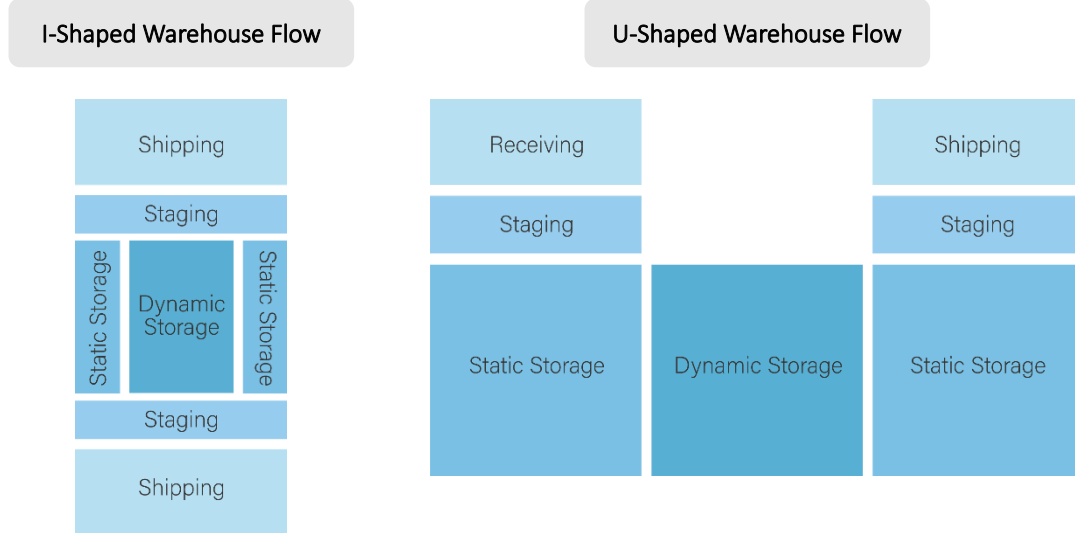 I-Shaped Warehouse Flow
Shipping
Staging
Static Storage
Dynamic
Storage
Static Storage
Staging
Shipping
U-Shaped Warehouse Flow
Receiving
Shipping
Staging
Staging
Static Storage
Dynamic Storage
Static Storage